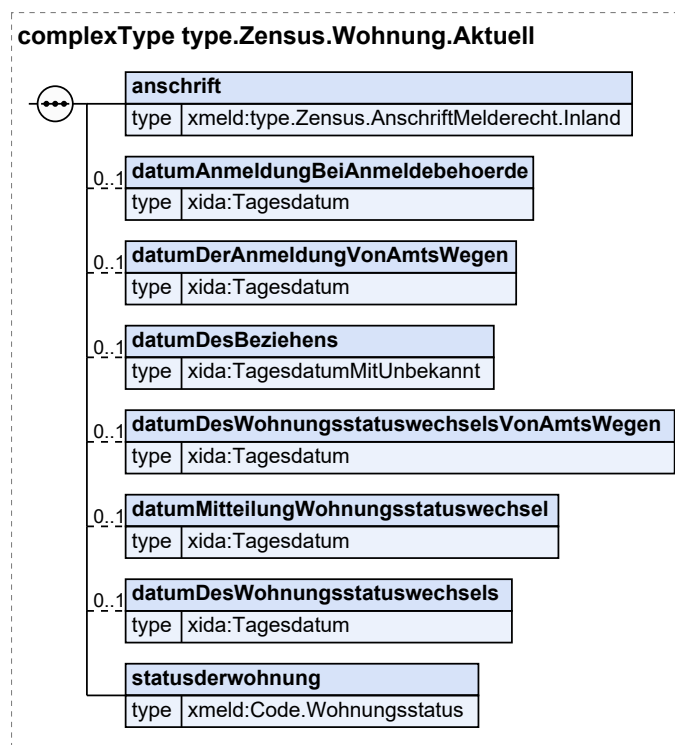 complexType type.Zensus.Wohnung.Aktuell
anschrift
type xmeld:type.Zensus.AnschriftMelderecht.Inland
0..1 datumAnmeldungBeiAnmeldebehoerde
type xida:Tagesdatum
0..1 datumDerAnmeldungVonAmtsWegen
type xida:Tagesdatum
0..1 datumDesBeziehens
type xida:TagesdatumMitUnbekannt
0..1 datumDesWohnungsstatuswechselsVonAmtsWegen
type xida:Tagesdatum
0..1 datumMitteilungWohnungsstatuswechsel
type xida:Tagesdatum
0..1 datumDesWohnungsstatuswechsels
type xida:Tagesdatum
statusderwohnung
type xmeld:Code.Wohnungsstatus